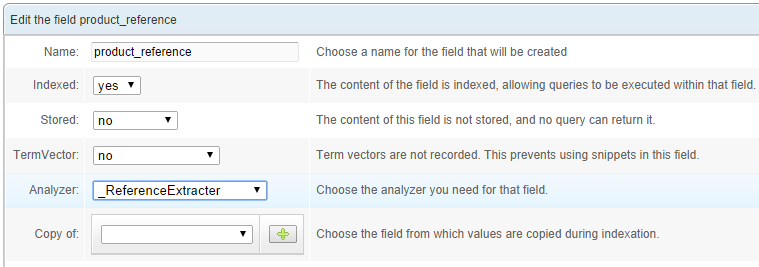 Edit the field product_reference
Name: product_reference Choose a name for the field that will be created
Indexed: yes The content of the field is indexed, allowing queries to be executed within that field.
Stored: no The content of this field is not stored, and no query can return it.
TermVector: no Term vectors are not recorded. This prevents using snippets in this field.
Analyzer: _ReferenceExtracter Choose the analyzer you need for that field.
Copy of: Choose the field from which values are copied during indexation.